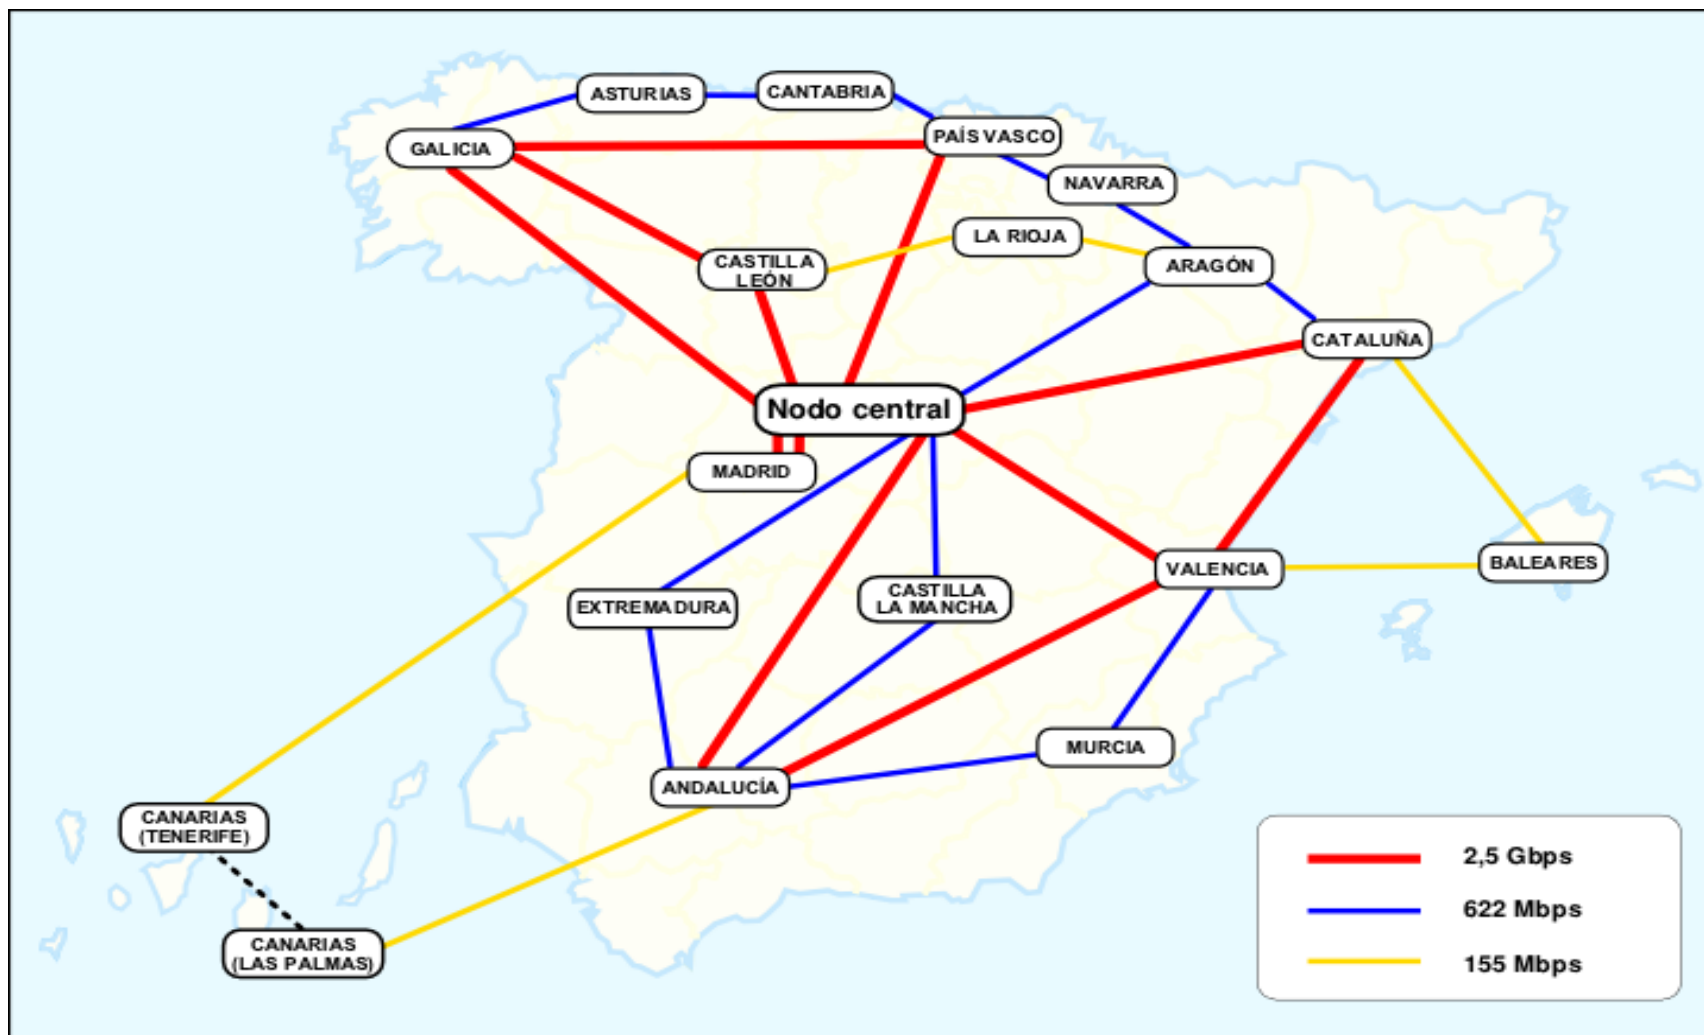 ASTURIAS
CANTABRIA
GALICIA
PAÍS VASCO
NAVARRA
LA RIOJA
CASTILLA
LEÓN
ARAGÓN
CATALUÑA
Nodo central
MADRID
EXTREMADURA
CASTILLA
LA MANCHA
VALENCIA
BALEARES
MURCIA
ANDALUCÍA
CANARIAS
(TENERIFE)
CANARIAS
(LAS PALMAS)
2,5 Gbps
622 Mbps
155 Mbps